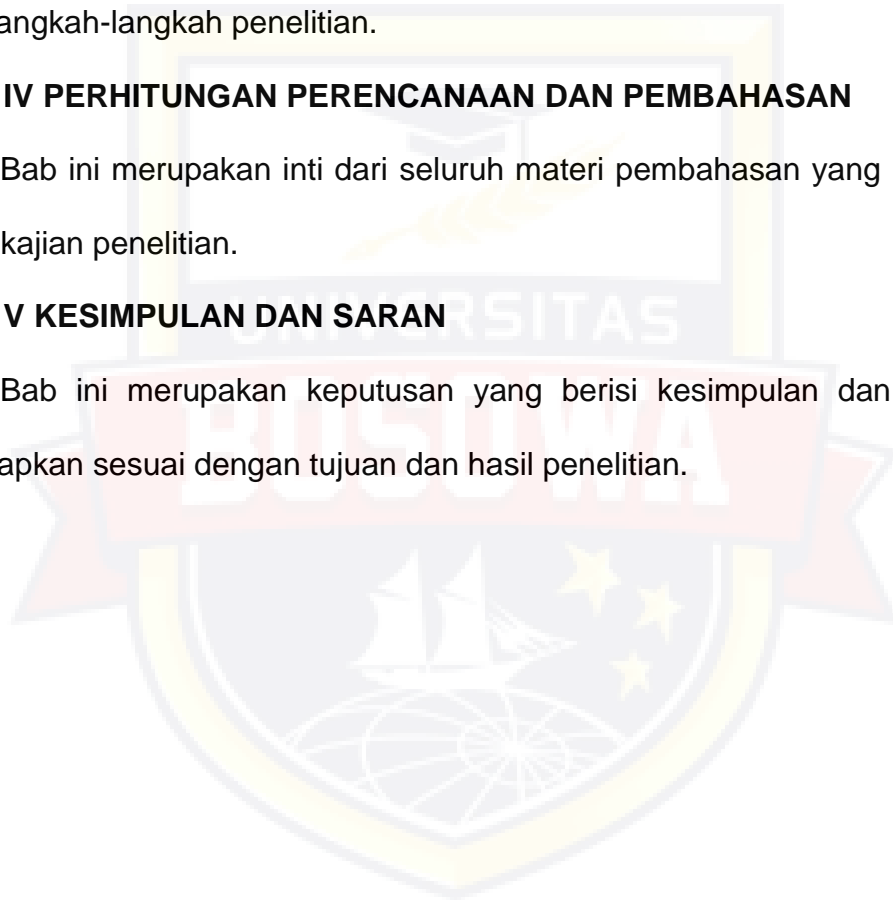 angkah-langkah penelitian.
IV PERHITUNGAN PERENCANAAN DAN PEMBAHASAN
Bab ini merupakan inti dari seluruh materi pembahasan yang
kajian penelitian.
UNIVERSITAS
V KESIMPULAN DAN SARAN
Bab ini merupakan keputusan yang berisi kesimpulan dan
BOSOWA
apkan sesuai dengan tujuan dan hasil penelitian.